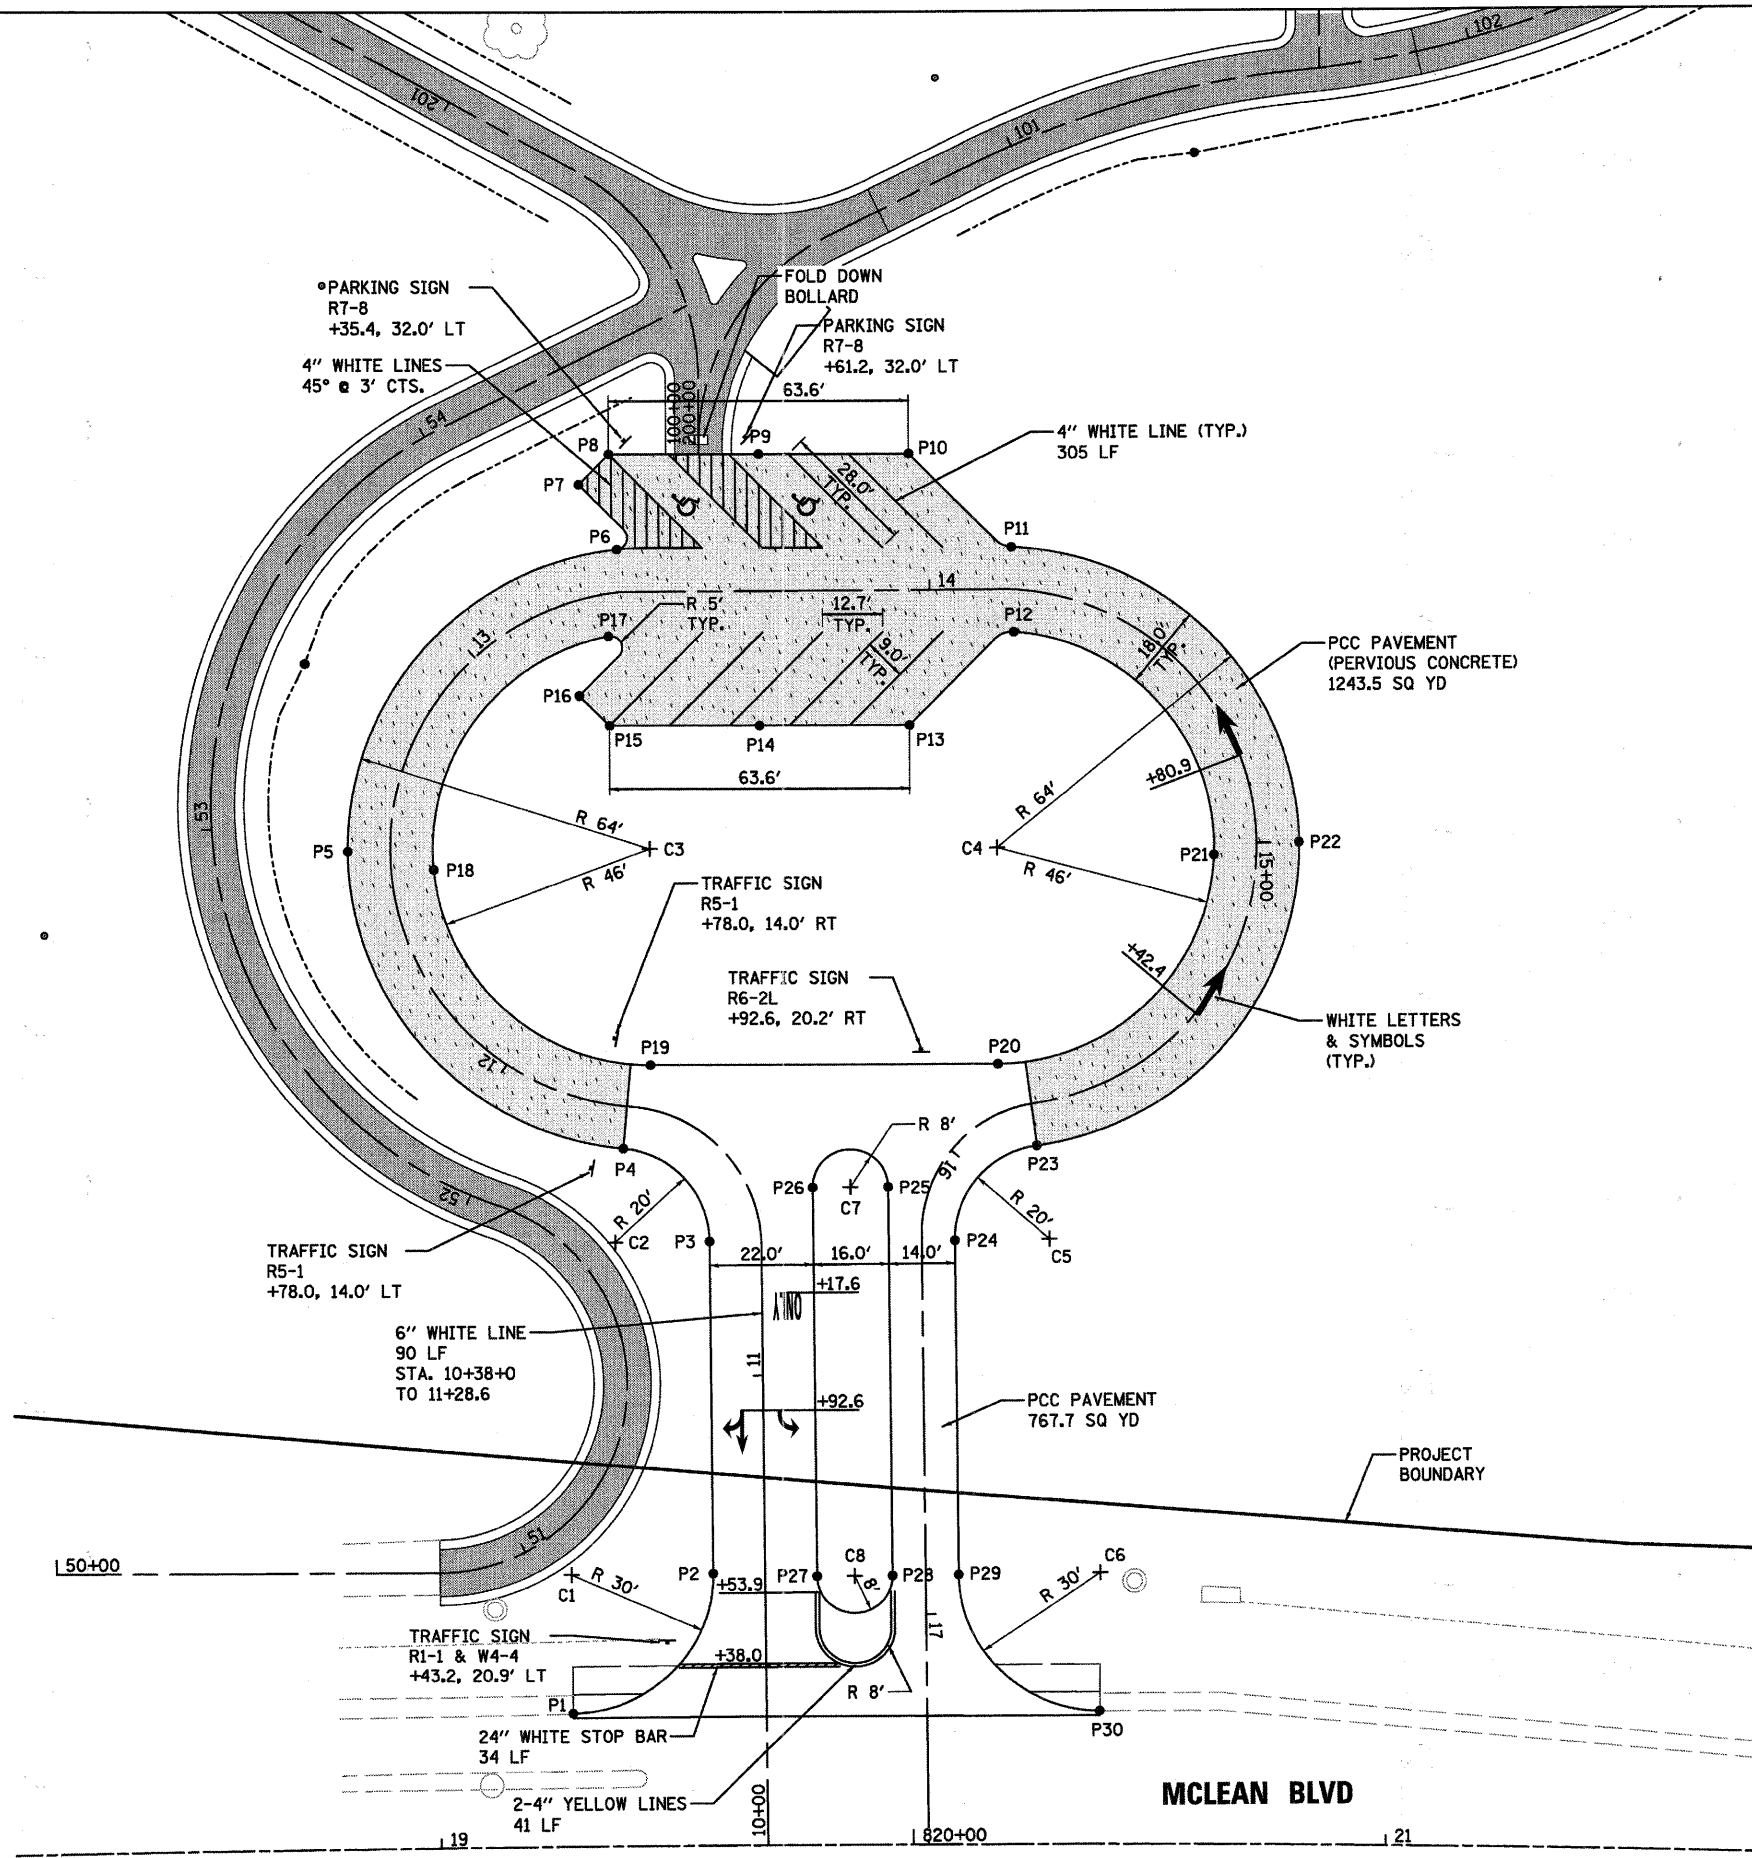 102
201
101
PARKING SIGN
R7-8
+35.4, 32.0' LT
FOLD DOWN
BOLLARD
PARKING SIGN
R7-8
+61.2, 32.0' LT
4" WHITE LINES
45° @ 3' CTS.
63.6'
54
100+00
200+00
P8
P9
P10
4" WHITE LINE (TYP.)
305 LF
28.0'
TYP.
P7
P6
P11
14
R 5'
TYP.
12.7'
TYP.
P17
P12
13
9.0'
TYP.
18.0'
TYP.
PCC PAVEMENT
(PERVIOUS CONCRETE)
1243.5 SQ YD
P16
P15
P14
P13
63.6'
+80.9
53
R 64'
R 64'
P5
C3
C4
P21
P22
P18
R 46'
R 46'
15+00
TRAFFIC SIGN
R5-1
+78.0, 14.0' RT
+42.4
TRAFFIC SIGN
R6-2L
+92.6, 20.2' RT
WHITE LETTERS
& SYMBOLS
(TYP.)
P19
P20
12
R 8'
P4
P23
16
P26
P25
C7
52
R 20'
R 20'
C2
P3
P24
C5
TRAFFIC SIGN
R5-1
+78.0, 14.0' LT
22.0'
16.0'
14.0'
+17.6
ONLY
6" WHITE LINE
90 LF
STA. 10+38+0
TO 11+28.6
11
+92.6
PCC PAVEMENT
767.7 SQ YD
PROJECT
BOUNDARY
51
50+00
C1
R 30'
P2
+53.9
P27
C8
8'
P28
P29
C6
R 30'
17
TRAFFIC SIGN
R1-1 & W4-4
+43.2, 20.9' LT
+38.0
R 8'
P1
P30
24" WHITE STOP BAR
34 LF
2-4" YELLOW LINES
41 LF
10+00
MCLEAN BLVD
19
820+00
21